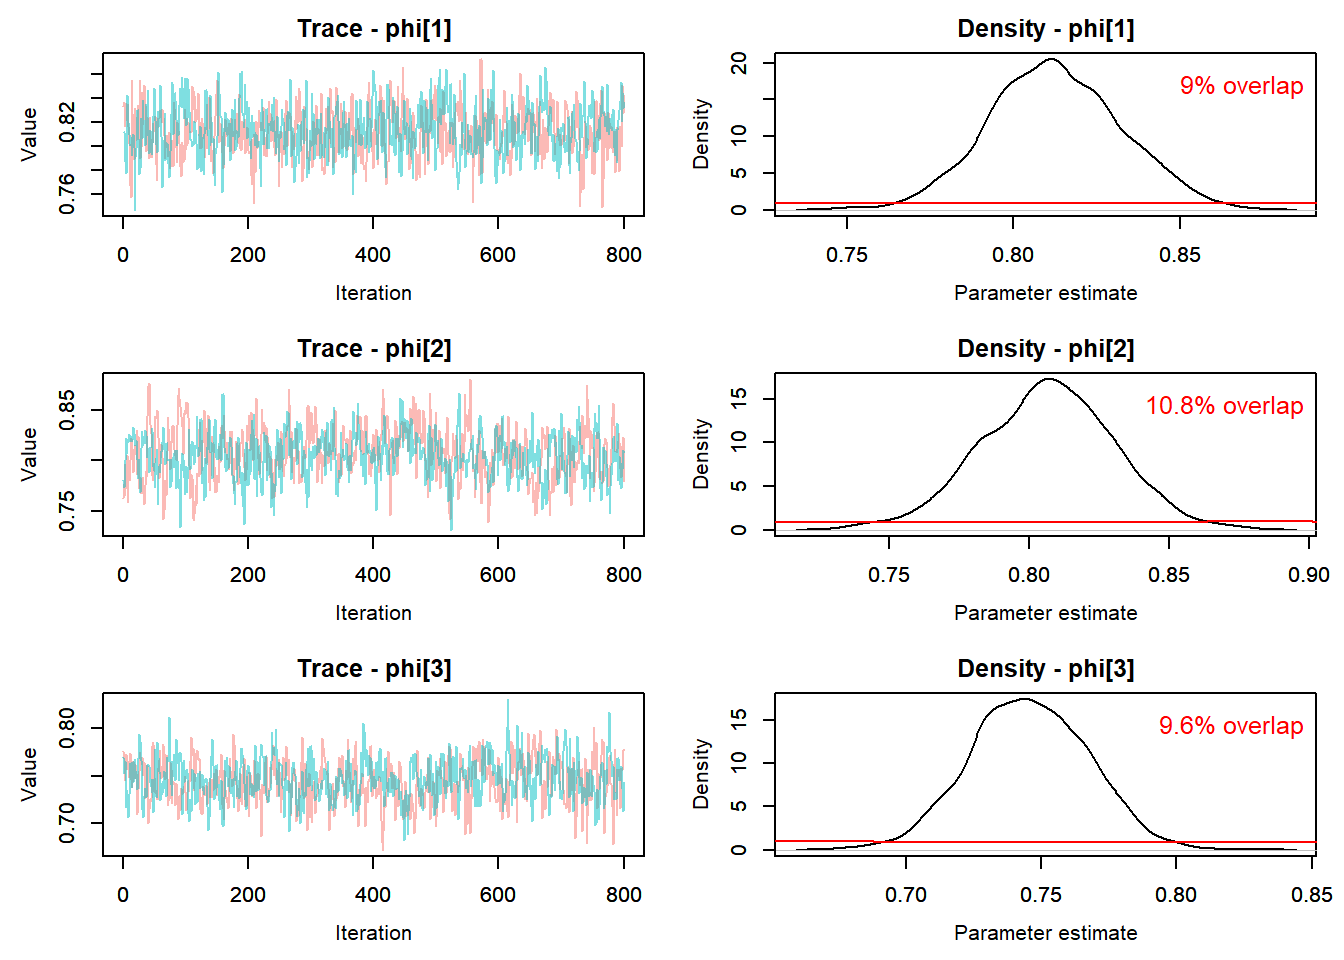 Trace - phi[1]
Value
0.82
0.76
0 200 400 600 800
Iteration
Density - phi[1]
9% overlap
Density
20
10
5
0
0.75 0.80 0.85
Parameter estimate
Trace - phi[2]
Value
0.85
0.75
0 200 400 600 800
Iteration
Density - phi[2]
10.8% overlap
Density
15
10
5
0
0.75 0.80 0.85 0.90
Parameter estimate
Trace - phi[3]
Value
0.80
0.70
0 200 400 600 800
Iteration
Density - phi[3]
9.6% overlap
Density
15
10
5
0
0.70 0.75 0.80 0.85
Parameter estimate